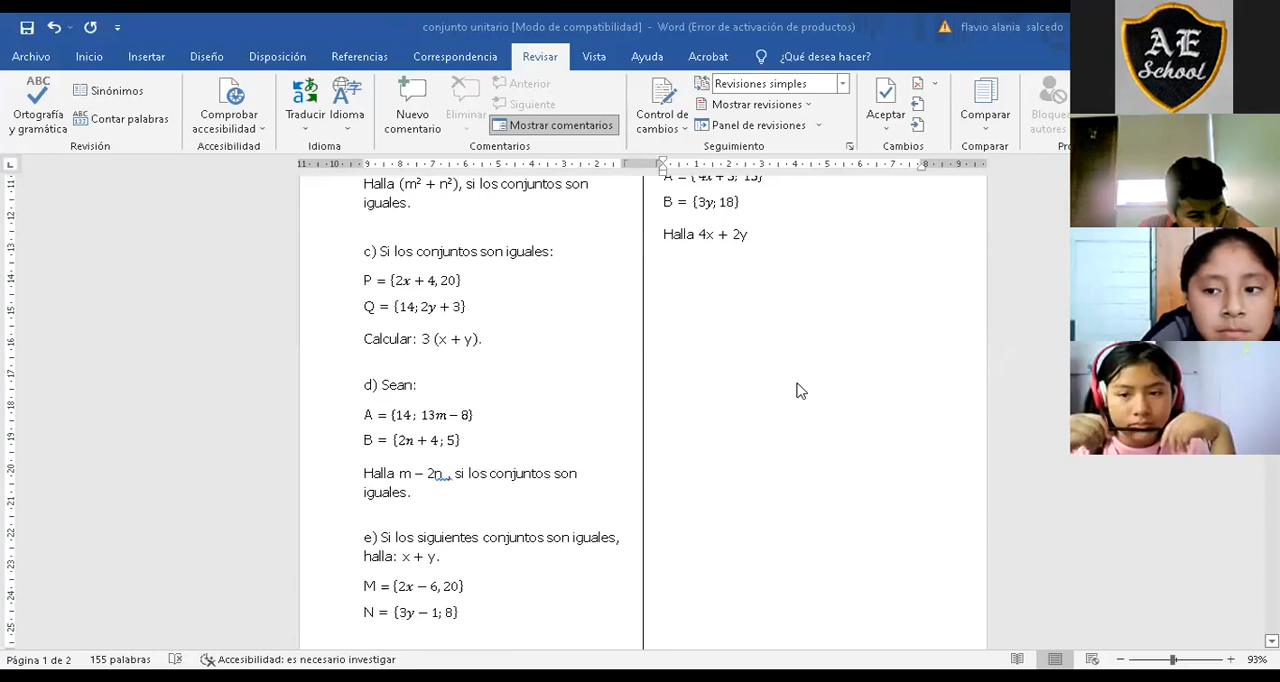 conjunto unitario [Modo de compatibilidad] - Word (Error de activación de productos)
flavio alania salcedo
Archivo Inicio Insertar Diseño Disposición Referencias Correspondencia Revisar Vista Ayuda Acrobat ¿Qué desea hacer?
ABC
Ortografía y gramática
Sinónimos
Contar palabras
Revisión
Comprobar accesibilidad
Accesibilidad
Traducir
Idioma
Idioma
Nuevo comentario
Eliminar
Anterior
Siguiente
Mostrar comentarios
Comentarios
Control de cambios
Revisiones simples
Mostrar revisiones
Panel de revisiones
Seguimiento
Aceptar
Cambios
Comparar
Comparar
Bloquea
autores
AE
School
Halla (m² + n²), si los conjuntos son
iguales.
c) Si los conjuntos son iguales:
P = {2x + 4, 20}
Q = {14; 2y + 3}
Calcular: 3 (x + y).
d) Sean:
A = {14 ; 13m − 8}
B = {2n + 4 ; 5}
Halla m − 2n , si los conjuntos son
iguales.
e) Si los siguientes conjuntos son iguales,
halla: x + y.
M = {2x − 6, 20}
N = {3y − 1; 8}
B = {3y; 18}
Halla 4x + 2y
Página 1 de 2 155 palabras Accesibilidad: es necesario investigar 93%